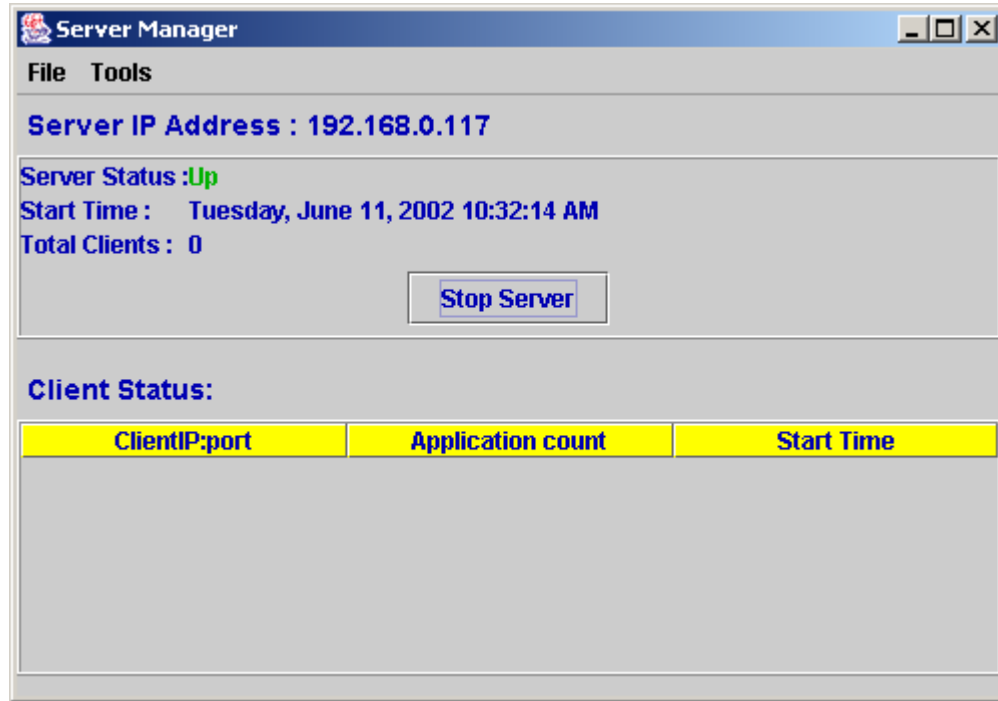 Server Manager
File Tools
Server IP Address : 192.168.0.117
Server Status :Up
Start Time : Tuesday, June 11, 2002 10:32:14 AM
Total Clients : 0
Stop Server
Client Status:
ClientIP:port Application count Start Time